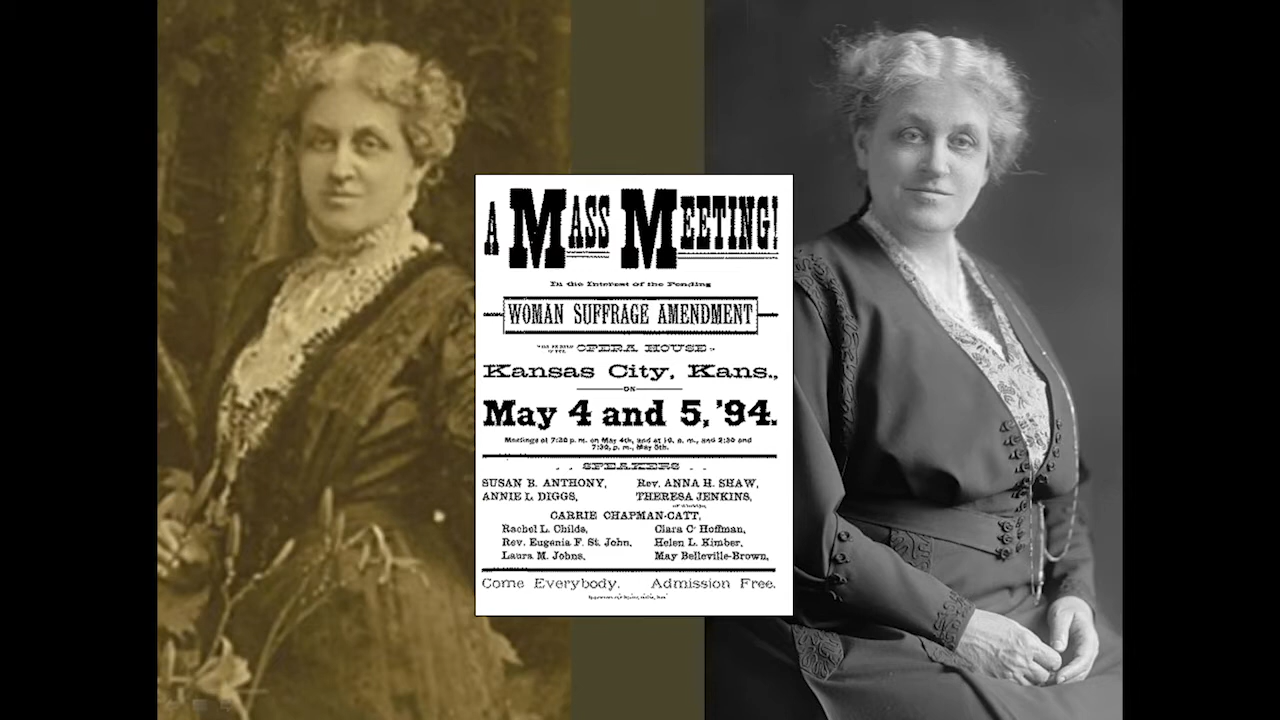 A MASS MEETING!
In the Interest of the Pending
WOMAN SUFFRAGE AMENDMENT
OPERA HOUSE
Kansas City, Kans.,
ON
May 4 and 5, '94.
Meetings at 7:30 p. m. on May 4th, and at 10. a. m., and 2:30 and
7:30, p. m., May 5th.
SPEAKERS
SUSAN B. ANTHONY, Rev. ANNA H. SHAW,
ANNIE L. DIGGS, THERESA JENKINS,
CARRIE CHAPMAN-CATT,
Rachel L. Childs, Clara C. Hoffman,
Rev. Eugenia F. St. John, Helen L. Kimber,
Laura M. Johns, May Belleville-Brown,
Come Everybody. Admission Free.